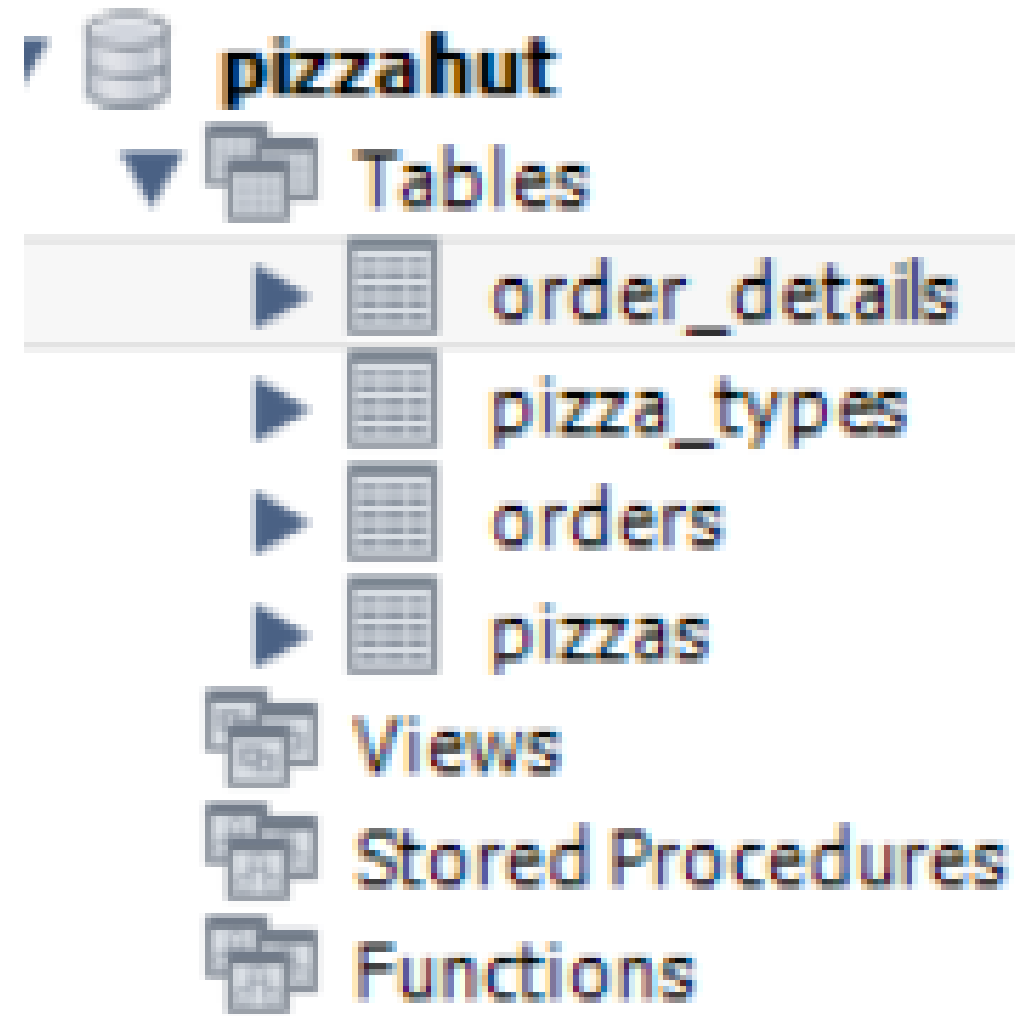 pizzahut
Tables
order_details
pizza_types
orders
pizzas
Views
Stored Procedures
Functions